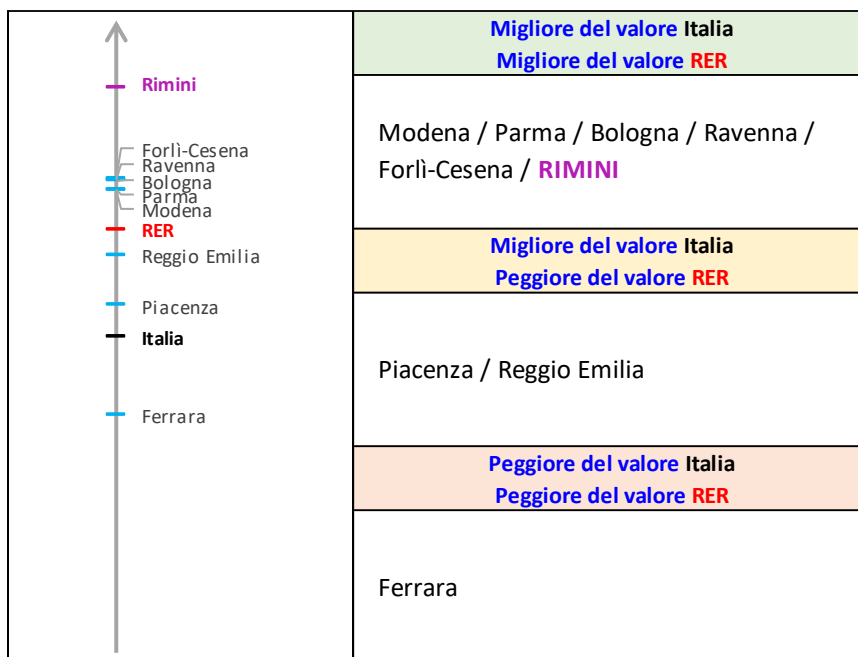 Rimini
Forlì-Cesena
Ravenna
Bologna
Parma
Modena
RER
Reggio Emilia
Piacenza
Italia
Ferrara
Migliore del valore Italia
Migliore del valore RER
Modena / Parma / Bologna / Ravenna /
Forlì-Cesena / RIMINI
Migliore del valore Italia
Peggiore del valore RER
Piacenza / Reggio Emilia
Peggiore del valore Italia
Peggiore del valore RER
Ferrara